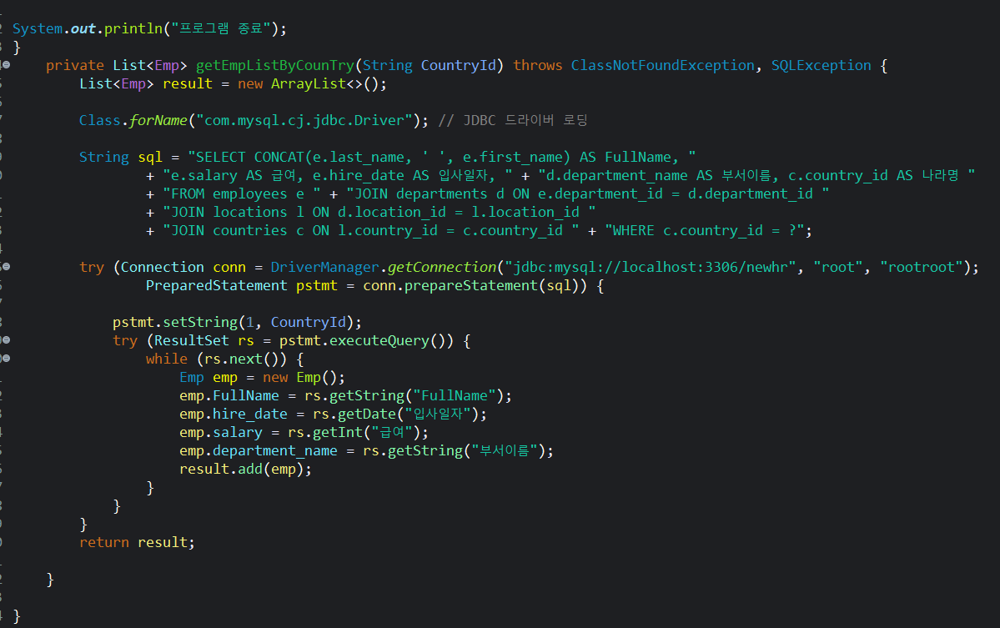 System.out.println("프로그램 종료");
}
private List<Emp> getEmpListByCounTry(String CountryId) throws ClassNotFoundException, SQLException {
List<Emp> result = new ArrayList<>();
Class.forName("com.mysql.cj.jdbc.Driver"); // JDBC 드라이버 로딩
String sql = "SELECT CONCAT(e.last_name, ' ', e.first_name) AS FullName, "
+ "e.salary AS 급여, e.hire_date AS 입사일자, " + "d.department_name AS 부서이름, c.country_id AS 나라명 "
+ "FROM employees e " + "JOIN departments d ON e.department_id = d.department_id "
+ "JOIN locations l ON d.location_id = l.location_id "
+ "JOIN countries c ON l.country_id = c.country_id " + "WHERE c.country_id = ?";
try (Connection conn = DriverManager.getConnection("jdbc:mysql://localhost:3306/newhr", "root", "rootroot");
PreparedStatement pstmt = conn.prepareStatement(sql)) {
pstmt.setString(1, CountryId);
try (ResultSet rs = pstmt.executeQuery()) {
while (rs.next()) {
Emp emp = new Emp();
emp.FullName = rs.getString("FullName");
emp.hire_date = rs.getDate("입사일자");
emp.salary = rs.getInt("급여");
emp.department_name = rs.getString("부서이름");
result.add(emp);
}
}
}
return result;
}
}